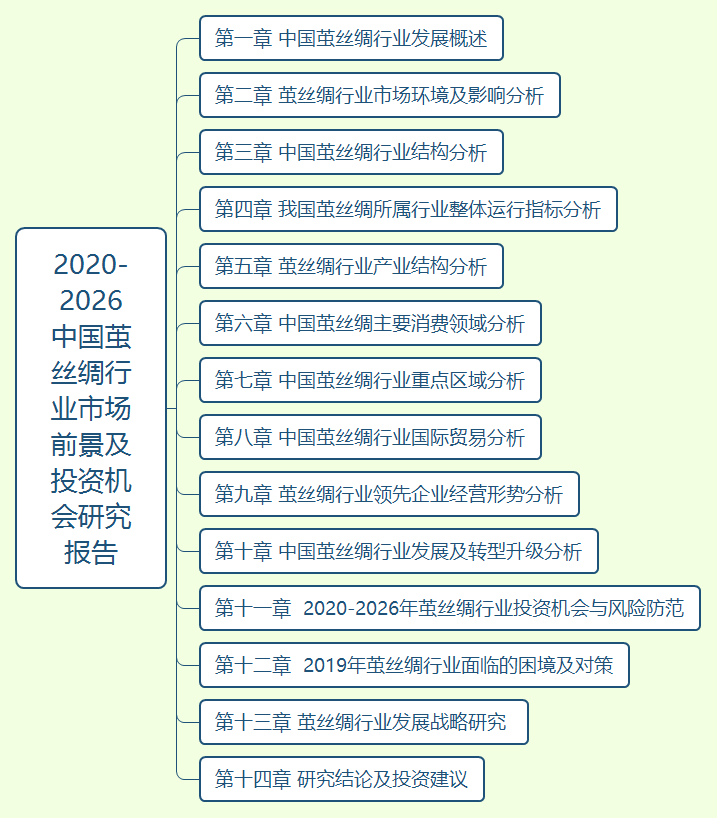 2020-
2026
中国茧
丝绸行
业市场
前景及
投资机
会研究
报告
第一章 中国茧丝绸行业发展概述
第二章 茧丝绸行业市场环境及影响分析
第三章 中国茧丝绸行业结构分析
第四章 我国茧丝绸所属行业整体运行指标分析
第五章 茧丝绸行业产业结构分析
第六章 中国茧丝绸主要消费领域分析
第七章 中国茧丝绸行业重点区域分析
第八章 中国茧丝绸行业国际贸易分析
第九章 茧丝绸行业领先企业经营形势分析
第十章 中国茧丝绸行业发展及转型升级分析
第十一章 2020-2026年茧丝绸行业投资机会与风险防范
第十二章 2019年茧丝绸行业面临的困境及对策
第十三章 茧丝绸行业发展战略研究
第十四章 研究结论及投资建议